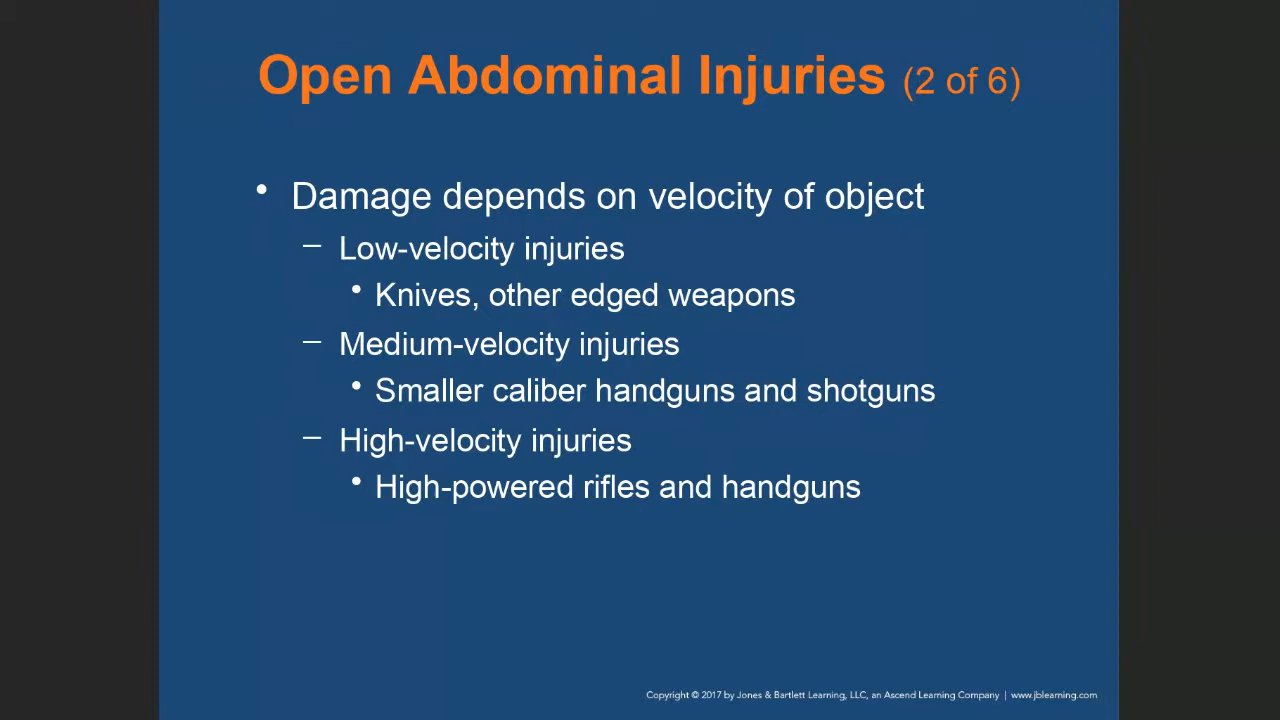 Open Abdominal Injuries (2 of 6)
• Damage depends on velocity of object
– Low-velocity injuries
• Knives, other edged weapons
– Medium-velocity injuries
• Smaller caliber handguns and shotguns
– High-velocity injuries
• High-powered rifles and handguns
Copyright © 2017 by Jones & Bartlett Learning, LLC, an Ascend Learning Company | www.jblearning.com